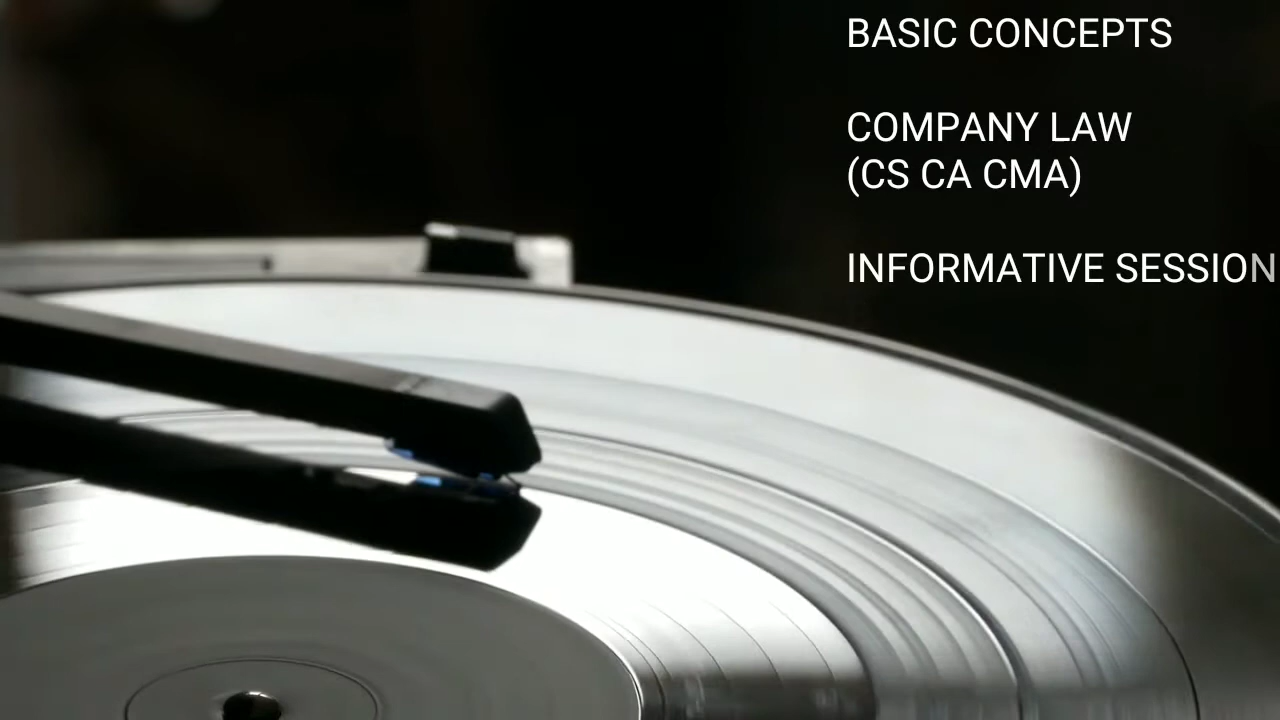 BASIC CONCEPTS
COMPANY LAW
(CS CA CMA)
INFORMATIVE SESSION